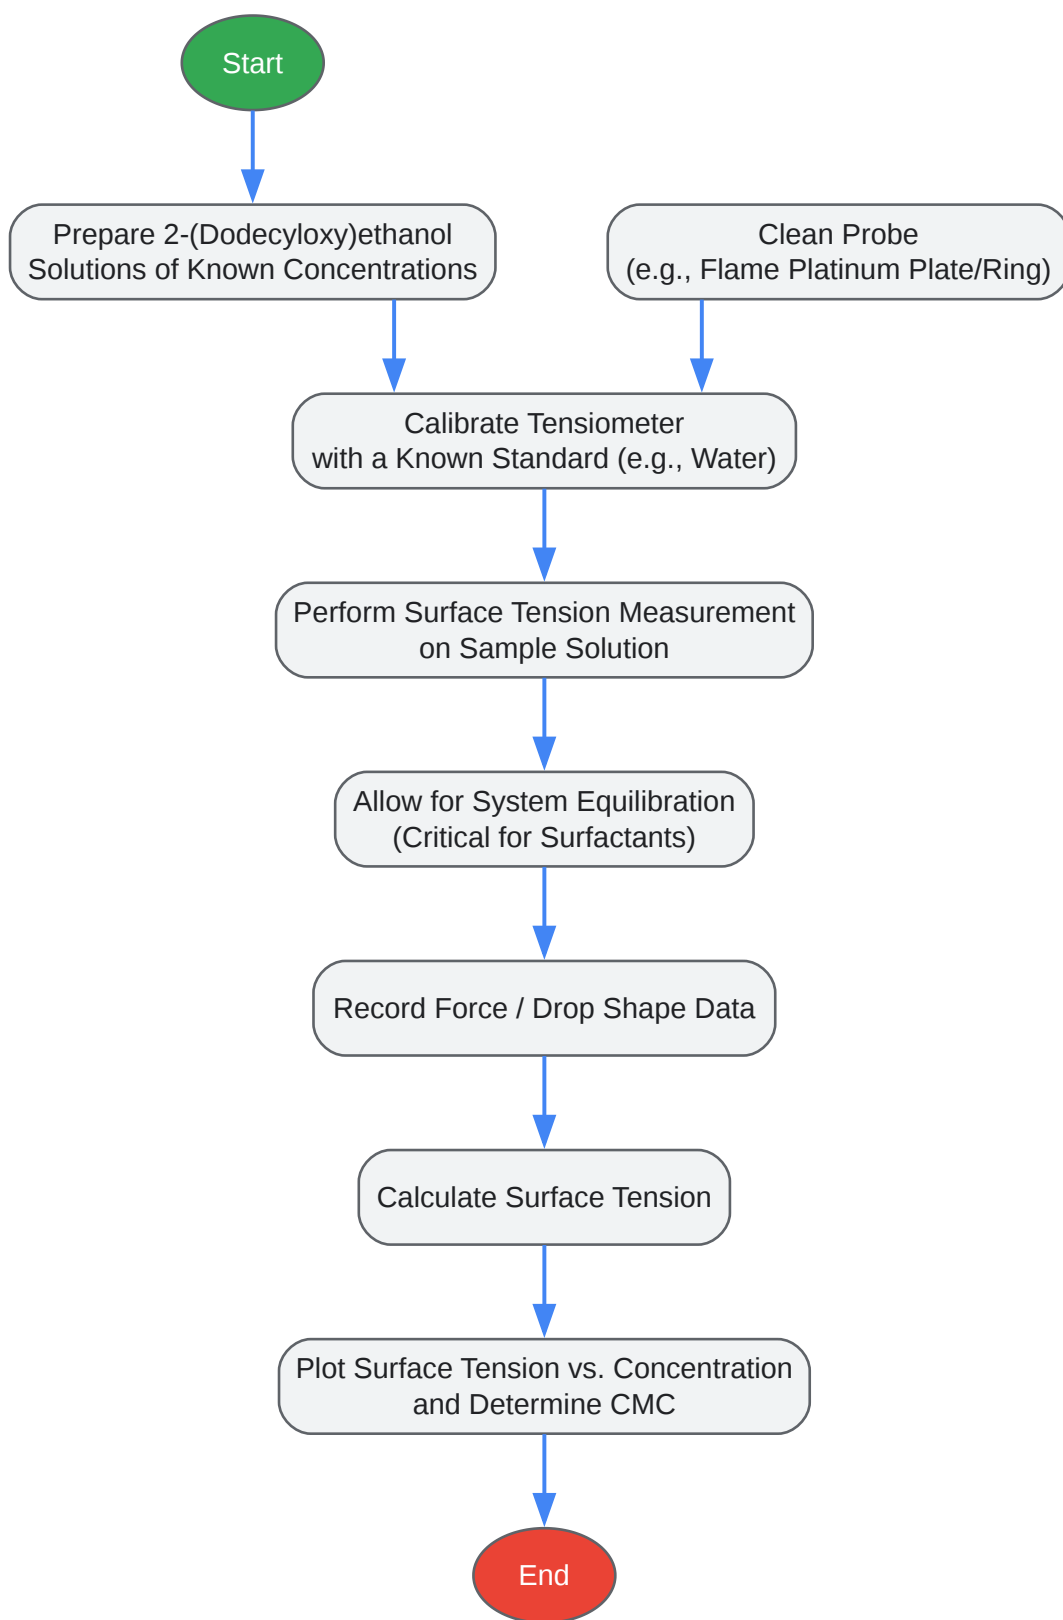 Start
Prepare 2-(Dodecyloxy)ethanol
Solutions of Known Concentrations
Clean Probe
(e.g., Flame Platinum Plate/Ring)
Calibrate Tensiometer
with a Known Standard (e.g., Water)
Perform Surface Tension Measurement
on Sample Solution
Allow for System Equilibration
(Critical for Surfactants)
Record Force / Drop Shape Data
Calculate Surface Tension
Plot Surface Tension vs. Concentration
and Determine CMC
End